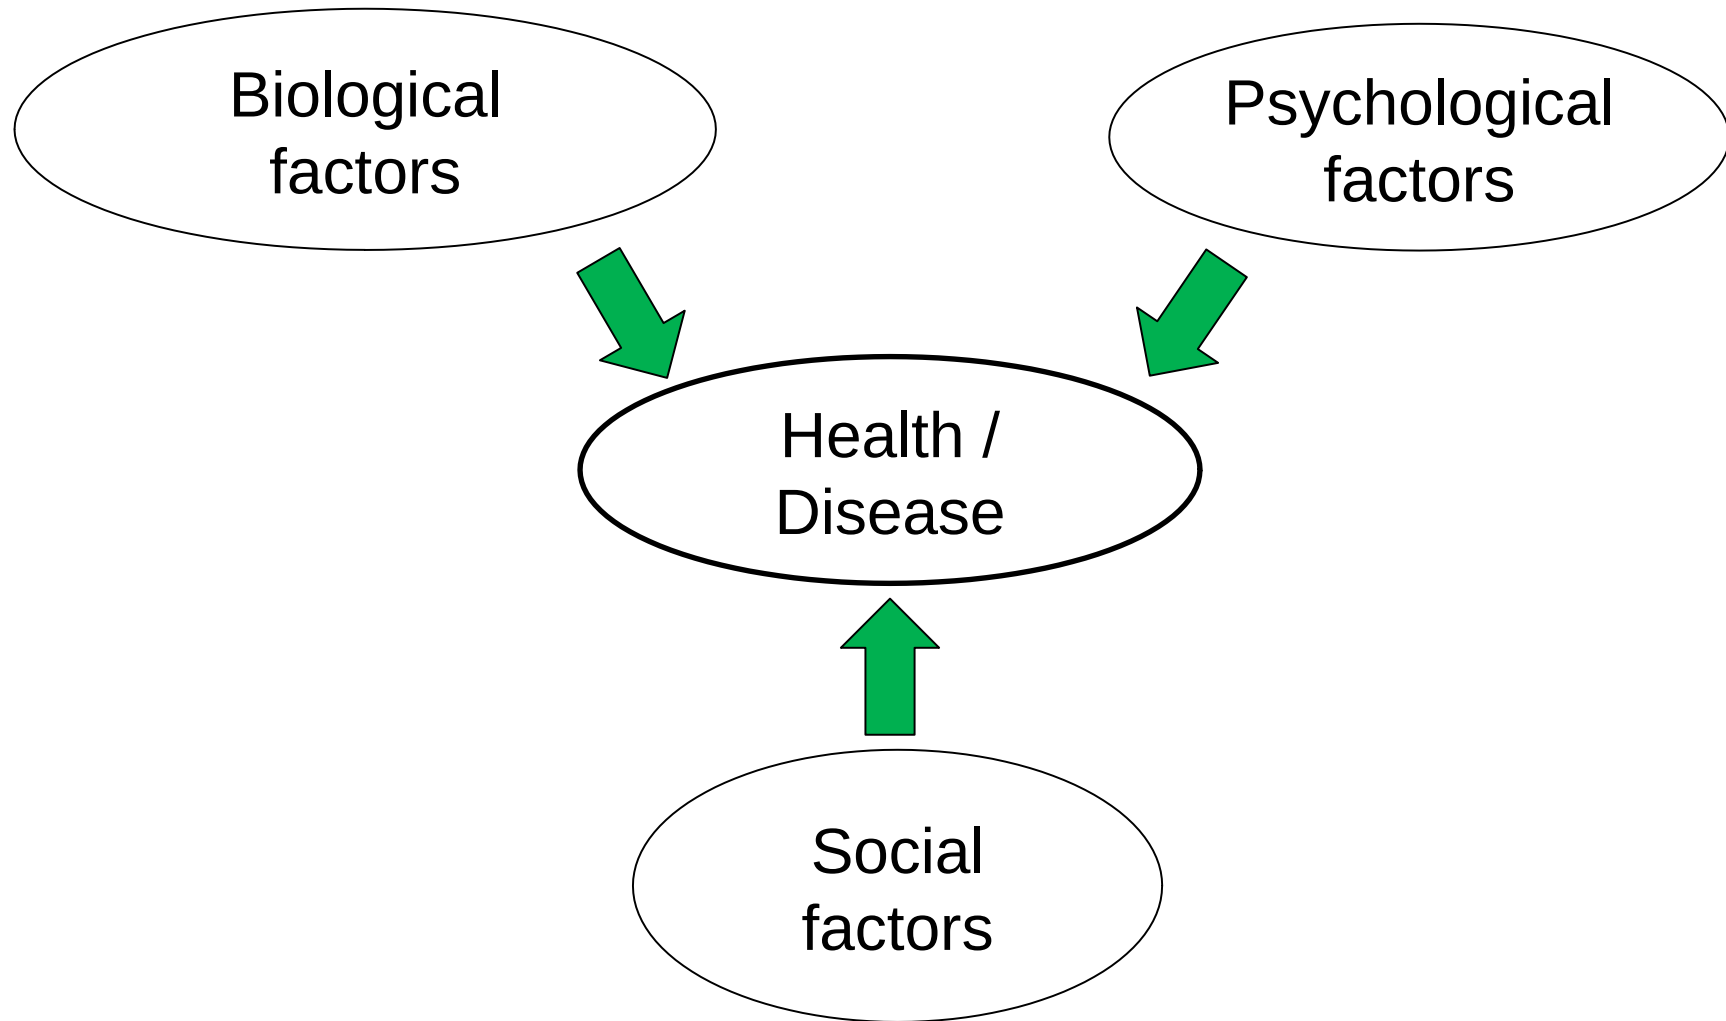 Biological
factors
Psychological
factors
Health /
Disease
Social
factors